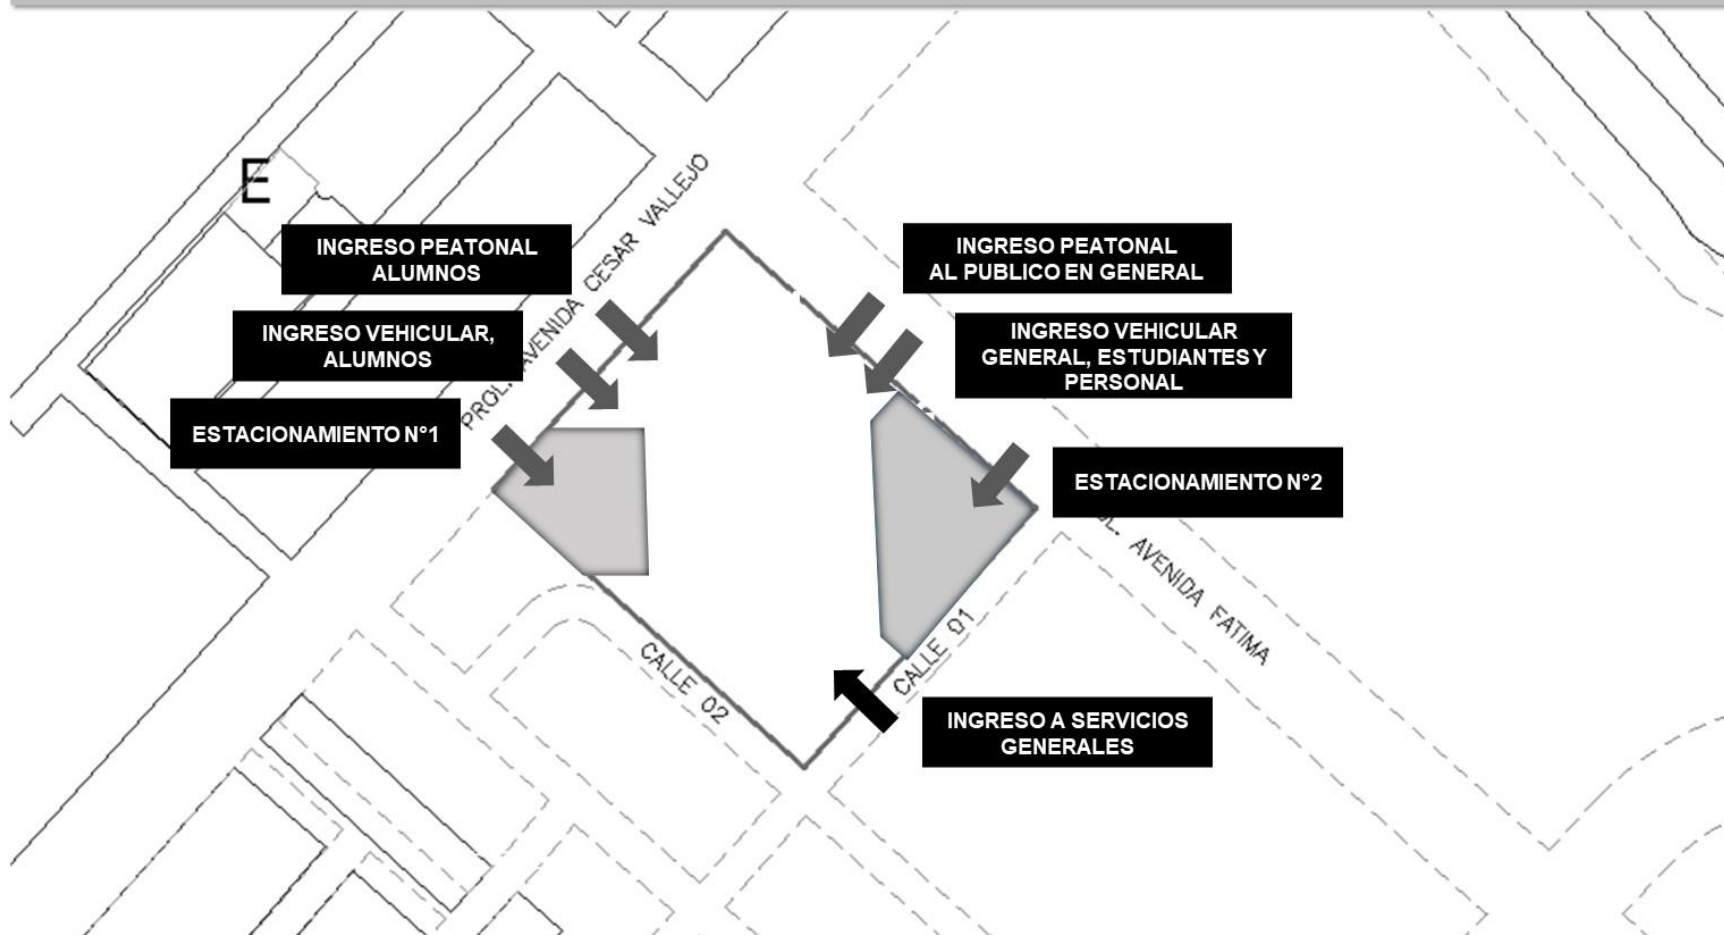 E
PROL. AVENIDA CESAR VALLEJO
INGRESO PEATONAL
ALUMNOS
INGRESO PEATONAL
AL PUBLICO EN GENERAL
INGRESO VEHICULAR,
ALUMNOS
INGRESO VEHICULAR
GENERAL, ESTUDIANTES Y
PERSONAL
ESTACIONAMIENTO N°1
ESTACIONAMIENTO N°2
AVENIDA FATIMA
CALLE 01
CALLE 02
INGRESO A SERVICIOS
GENERALES